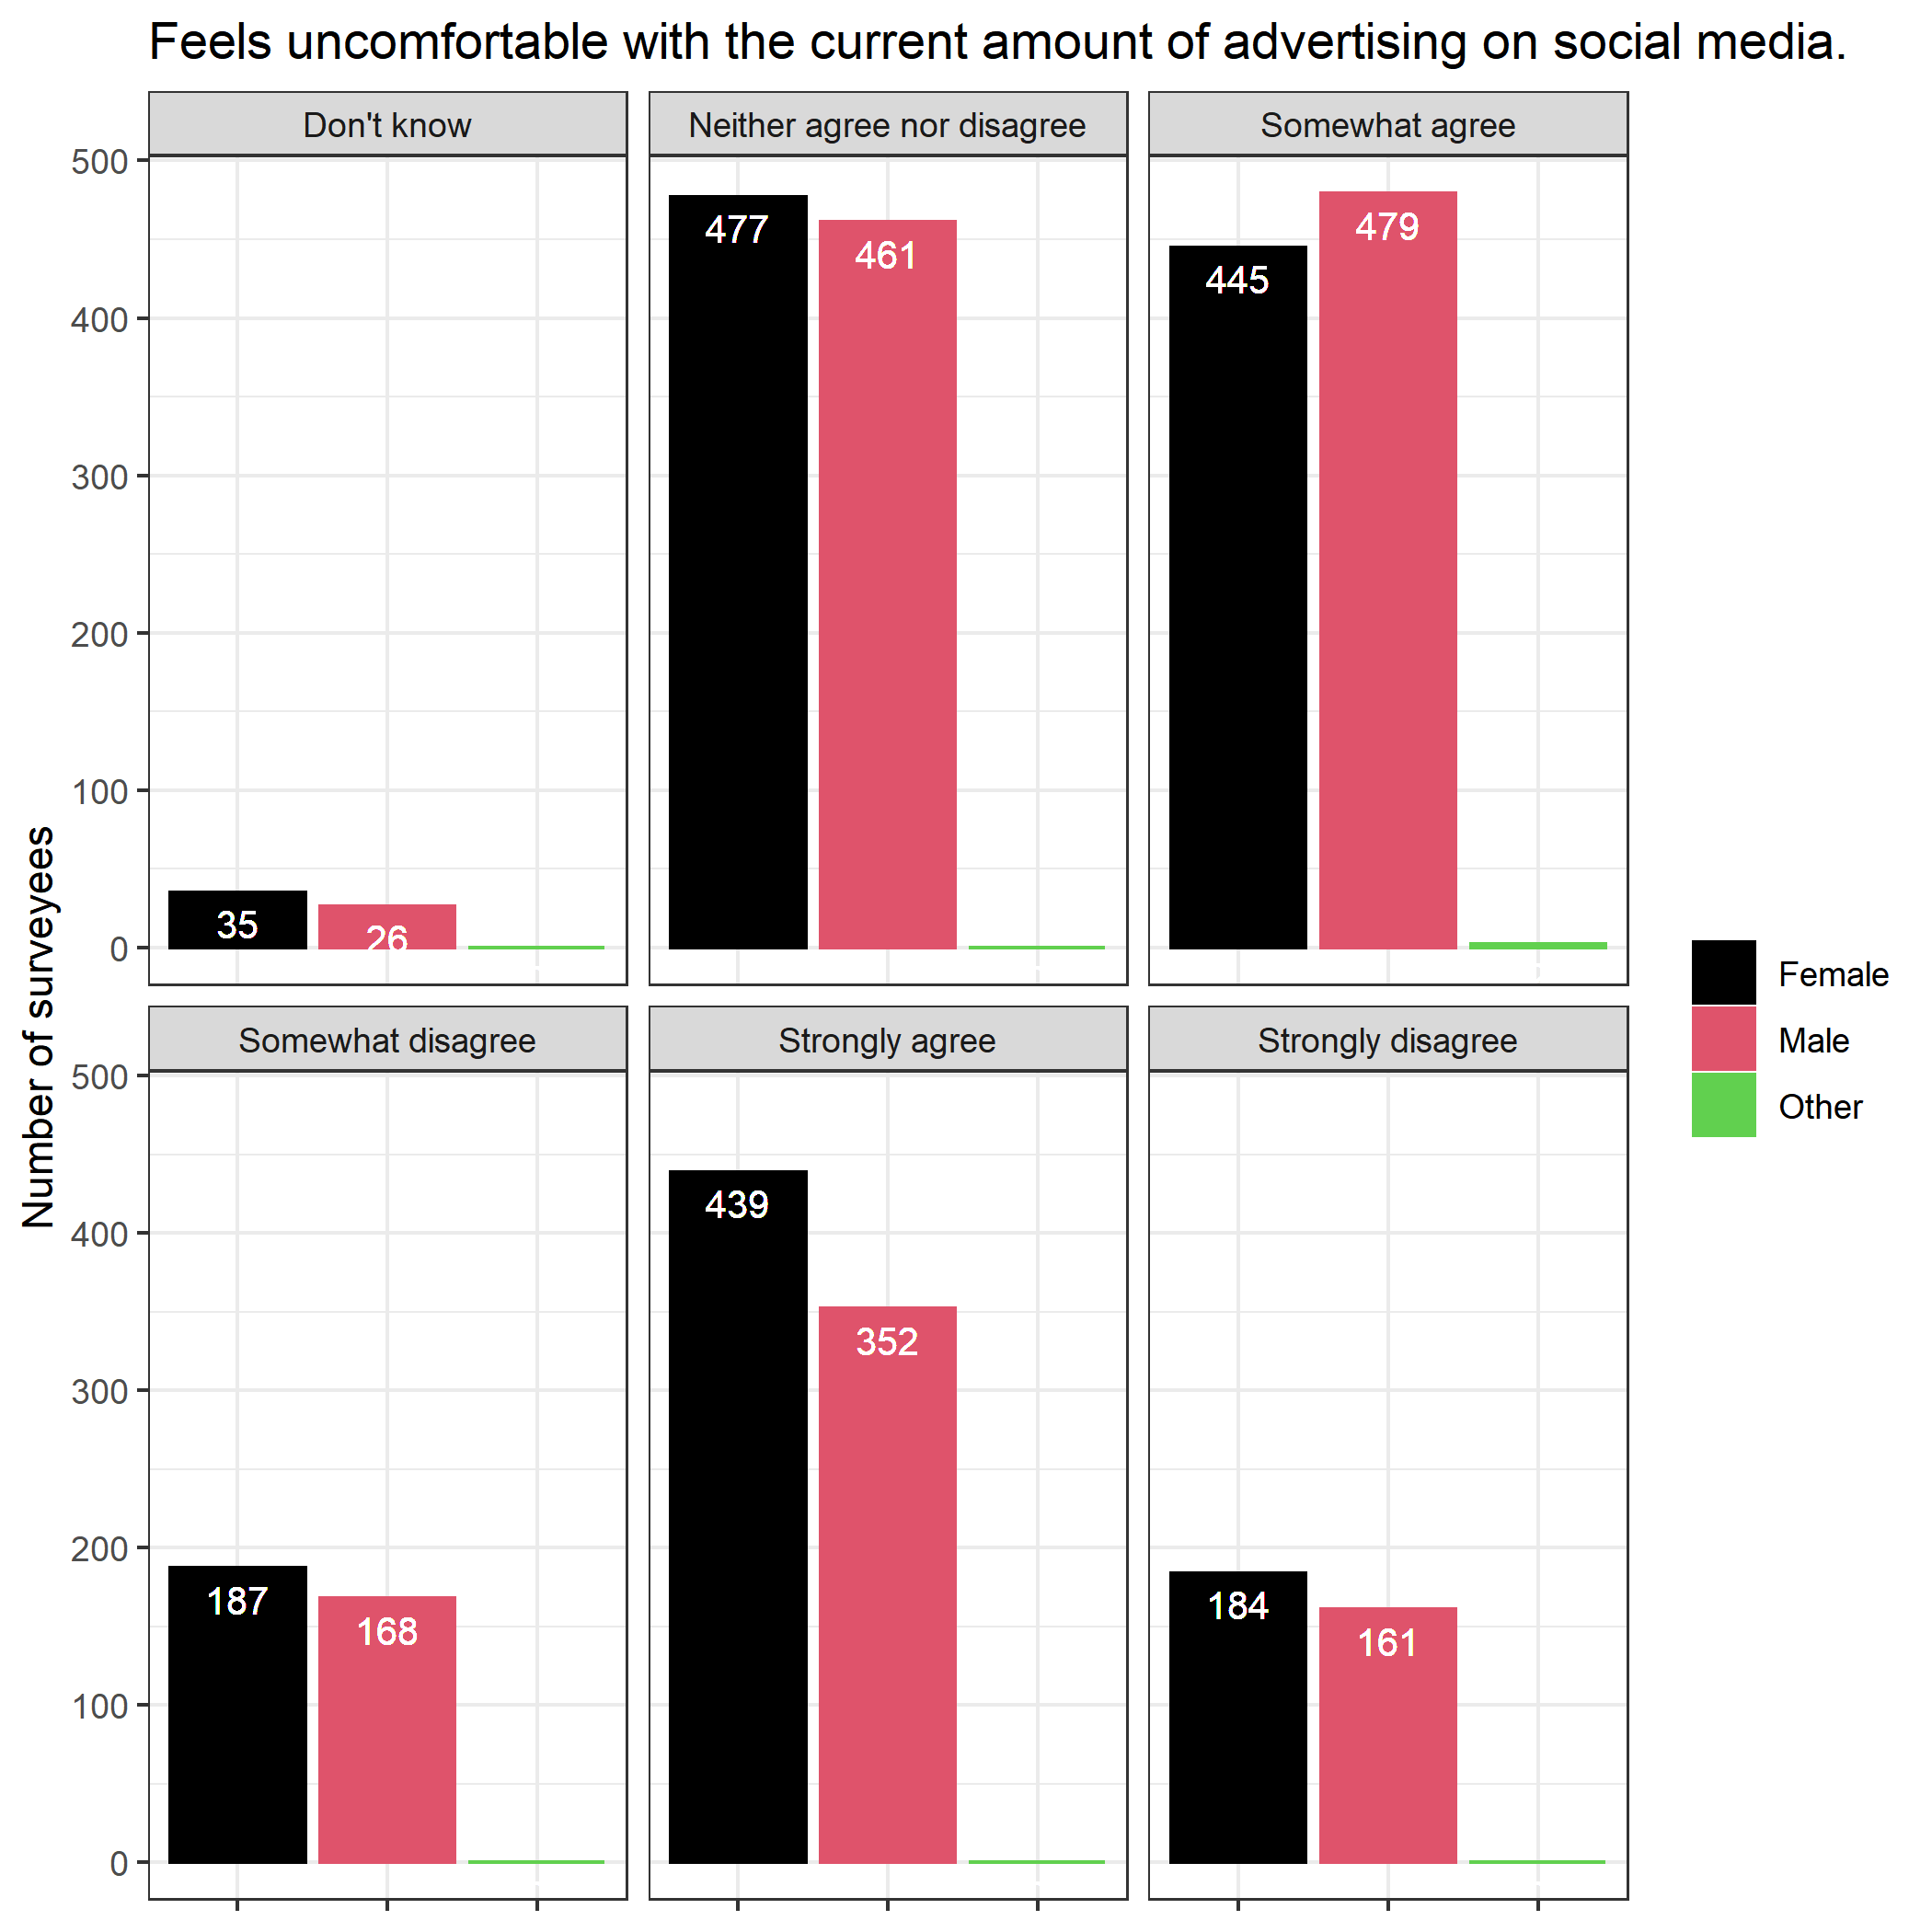 Feels uncomfortable with the current amount of advertising on social media.
Don't know
Neither agree nor disagree
Somewhat agree
500
400
300
200
100
0
35
26
477
461
445
479
Number of surveyees
Somewhat disagree
Strongly agree
Strongly disagree
500
400
300
200
100
0
187
168
439
352
184
161
Female
Male
Other